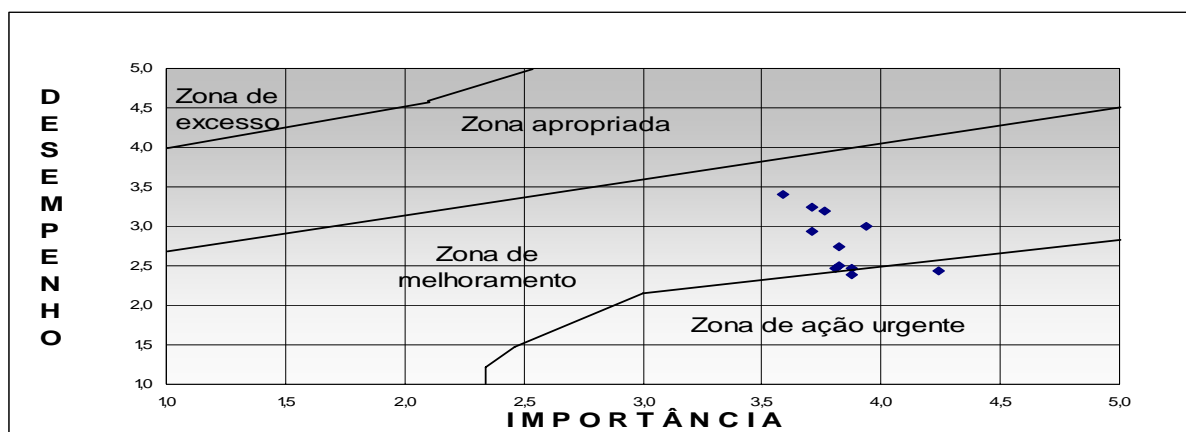 DESEMPENHO
5,0
4,5
4,0
3,5
3,0
2,5
2,0
1,5
1,0
Zona de
excesso
Zona apropriada
Zona de
melhoramento
Zona de ação urgente
1,0 1,5 2,0 2,5 3,0 3,5 4,0 4,5 5,0
IMPORTÂNCIA